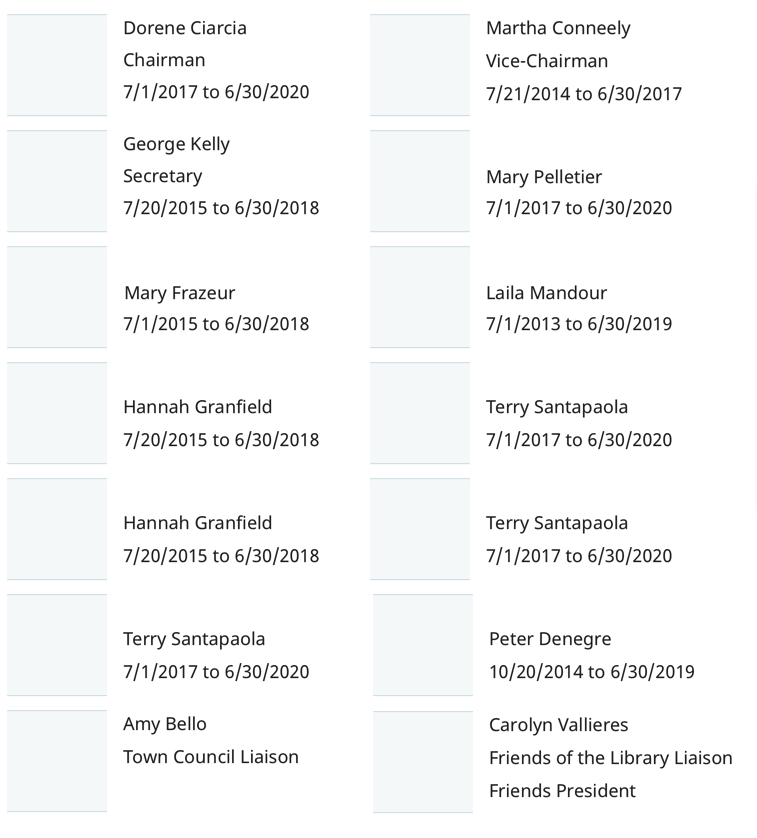 Dorene Ciarcia
Chairman
7/1/2017 to 6/30/2020
Martha Conneely
Vice-Chairman
7/21/2014 to 6/30/2017
George Kelly
Secretary
7/20/2015 to 6/30/2018
Mary Pelletier
7/1/2017 to 6/30/2020
Mary Frazeur
7/1/2015 to 6/30/2018
Laila Mandour
7/1/2013 to 6/30/2019
Hannah Granfield
7/20/2015 to 6/30/2018
Terry Santapaola
7/1/2017 to 6/30/2020
Hannah Granfield
7/20/2015 to 6/30/2018
Terry Santapaola
7/1/2017 to 6/30/2020
Terry Santapaola
7/1/2017 to 6/30/2020
Peter Denegre
10/20/2014 to 6/30/2019
Amy Bello
Town Council Liaison
Carolyn Vallieres
Friends of the Library Liaison
Friends President